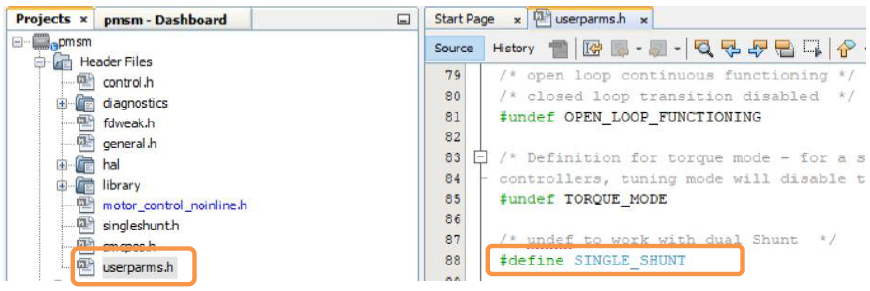 Projects x pmsm - Dashboard
pmsm
Header Files
control.h
diagnostics
fdweak.h
general.h
hal
library
motor_control_noinline.h
singleshunt.h
smcpos.h
userparms.h
Start Page x userparms.h x
Source History
79 /* open loop continuous functioning */
80 /* closed loop transition disabled */
81 #undef OPEN_LOOP_FUNCTIONING
82
83 /* Definition for torque mode - for a s
84 controllers, tuning mode will disable t
85 #undef TORQUE_MODE
86
87 /* undef to work with dual Shunt */
88 #define SINGLE_SHUNT